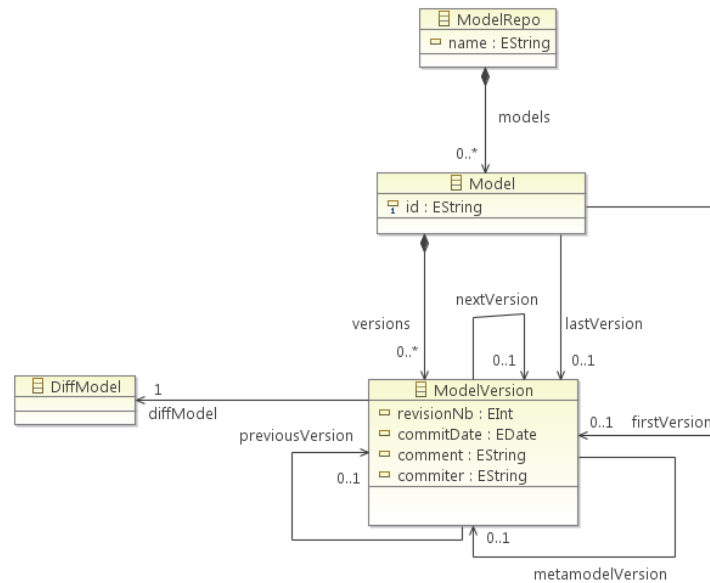 ModelRepo
name : EString
models
0..*
Model
1
id : EString
nextVersion
versions
lastVersion
0..*
0..1
0..1
DiffModel
1
diffModel
ModelVersion
revisionNb : EInt
commitDate : EDate
comment : EString
commiter : EString
previousVersion
0..1
0..1
firstVersion
0..1
metamodelVersion